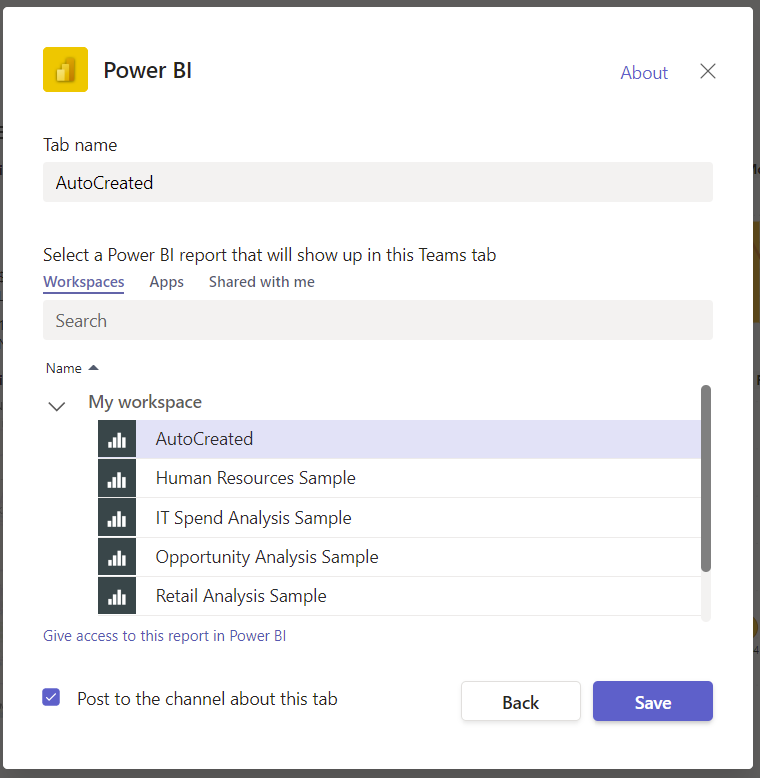 Power BI
About
Tab name
AutoCreated
Select a Power BI report that will show up in this Teams tab
Workspaces Apps Shared with me
Search
Name
My workspace
AutoCreated
Human Resources Sample
IT Spend Analysis Sample
Opportunity Analysis Sample
Retail Analysis Sample
Give access to this report in Power BI
Post to the channel about this tab
Back
Save